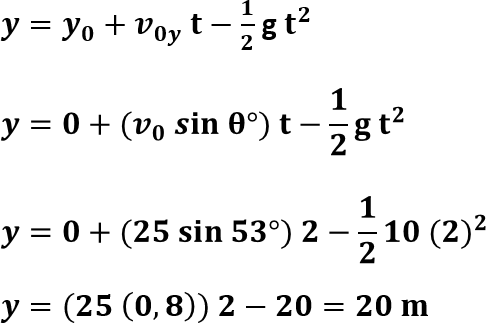 y = y₀ + v₀y t − 1/2 g t²
y = 0 + (v₀ sin θ°) t − 1/2 g t²
y = 0 + (25 sin 53°) 2 − 1/2 10 (2)²
y = (25 (0,8)) 2 − 20 = 20 m